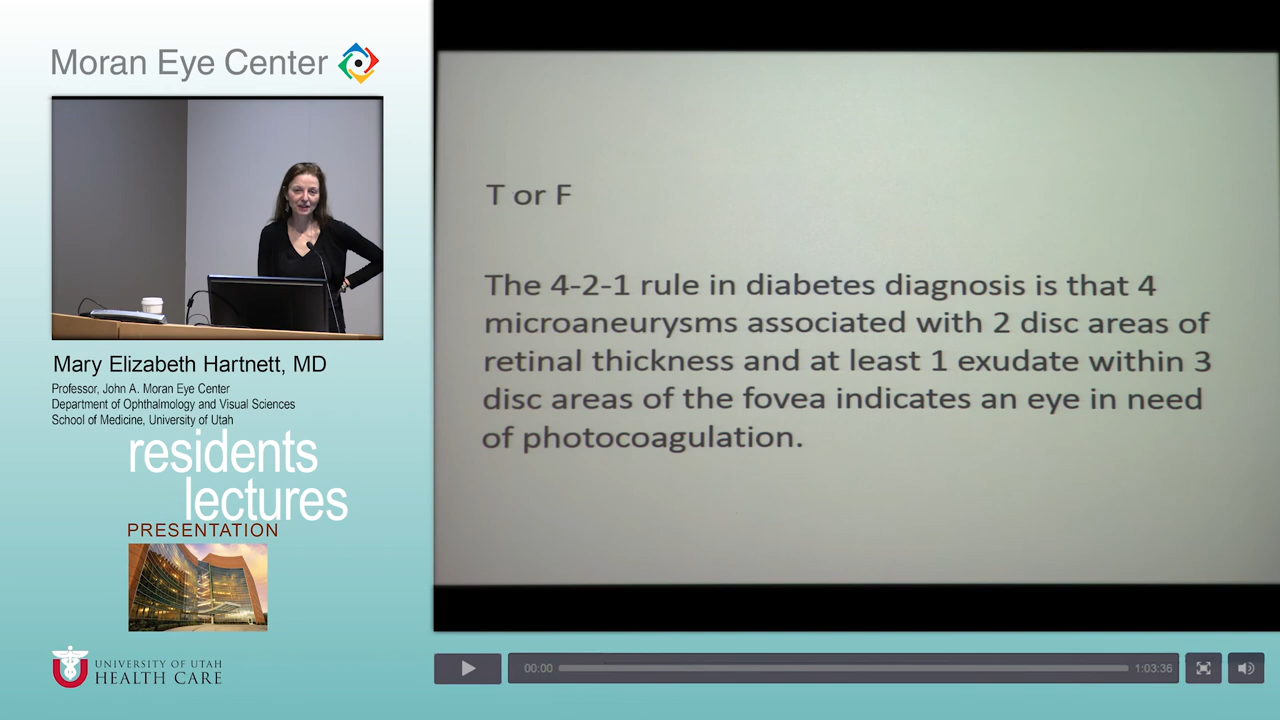 Moran Eye Center
Mary Elizabeth Hartnett, MD
Professor, John A. Moran Eye Center
Department of Ophthalmology and Visual Sciences
School of Medicine, University of Utah
residents
lectures
PRESENTATION
UNIVERSITY OF UTAH
HEALTH CARE
T or F
The 4-2-1 rule in diabetes diagnosis is that 4
microaneurysms associated with 2 disc areas of
retinal thickness and at least 1 exudate within 3
disc areas of the fovea indicates an eye in need
of photocoagulation.
00:00
1:03:36